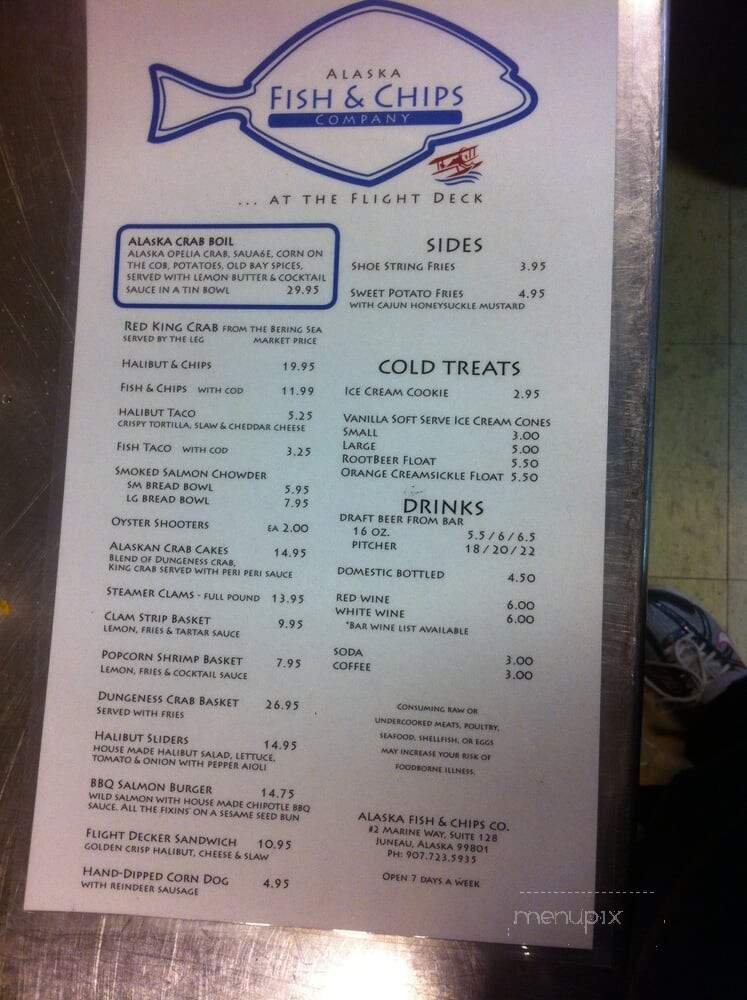 ALASKA
FISH & CHIPS
COMPANY
... AT THE FLIGHT DECK
ALASKA CRAB BOIL
ALASKA OPELIA CRAB, SAUA6E, CORN ON
THE COB, POTATOES, OLD BAY SPICES,
SERVED WITH LEMON BUTTER & COCKTAIL
SAUCE IN A TIN BOWL 29.95
RED KING CRAB FROM THE BERING SEA
SERVED BY THE LEG MARKET PRICE
HALIBUT & CHIPS 19.95
FISH & CHIPS WITH COD 11.99
HALIBUT TACO 5.25
CRISPY TORTILLA, SLAW & CHEDDAR CHEESE
FISH TACO WITH COD 3.25
SMOKED SALMON CHOWDER
SM BREAD BOWL 5.95
LG BREAD BOWL 7.95
OYSTER SHOOTERS EA 2.00
ALASKAN CRAB CAKES 14.95
BLEND OF DUNGENESS CRAB,
KING CRAB SERVED WITH PERI PERI SAUCE
STEAMER CLAMS - FULL POUND 13.95
CLAM STRIP BASKET 9.95
LEMON, FRIES & TARTAR SAUCE
POPCORN SHRIMP BASKET 7.95
LEMON, FRIES & COCKTAIL SAUCE
DUNGENESS CRAB BASKET 26.95
SERVED WITH FRIES
HALIBUT SLIDERS 14.95
HOUSE MADE HALIBUT SALAD, LETTUCE,
TOMATO & ONION WITH PEPPER AIOLI
BBQ SALMON BURGER 14.75
WILD SALMON WITH HOUSE MADE CHIPOTLE BBQ
SAUCE. ALL THE FIXINS' ON A SESAME SEED BUN
FLIGHT DECKER SANDWICH 10.95
GOLDEN CRISP HALIBUT, CHEESE & SLAW
HAND-DIPPED CORN DOG 4.95
WITH REINDEER SAUSAGE
SIDES
SHOE STRING FRIES 3.95
SWEET POTATO FRIES 4.95
WITH CAJUN HONEYSUCKLE MUSTARD
COLD TREATS
ICE CREAM COOKIE 2.95
VANILLA SOFT SERVE ICE CREAM CONES
SMALL 3.00
LARGE 5.00
ROOTBEER FLOAT 5.50
ORANGE CREAMSICKLE FLOAT 5.50
DRINKS
DRAFT BEER FROM BAR
16 OZ. 5.5 / 6 / 6.5
PITCHER 18 / 20 / 22
DOMESTIC BOTTLED 4.50
RED WINE 6.00
WHITE WINE 6.00
*BAR WINE LIST AVAILABLE
SODA 3.00
COFFEE 3.00
CONSUMING RAW OR
UNDERCOOKED MEATS, POULTRY,
SEAFOOD, SHELLFISH, OR EGGS
MAY INCREASE YOUR RISK OF
FOODBORNE ILLNESS.
ALASKA FISH & CHIPS CO.
#2 MARINE WAY, SUITE 128
JUNEAU, ALASKA 99801
PH: 907.723.5935
OPEN 7 DAYS A WEEK
menupix